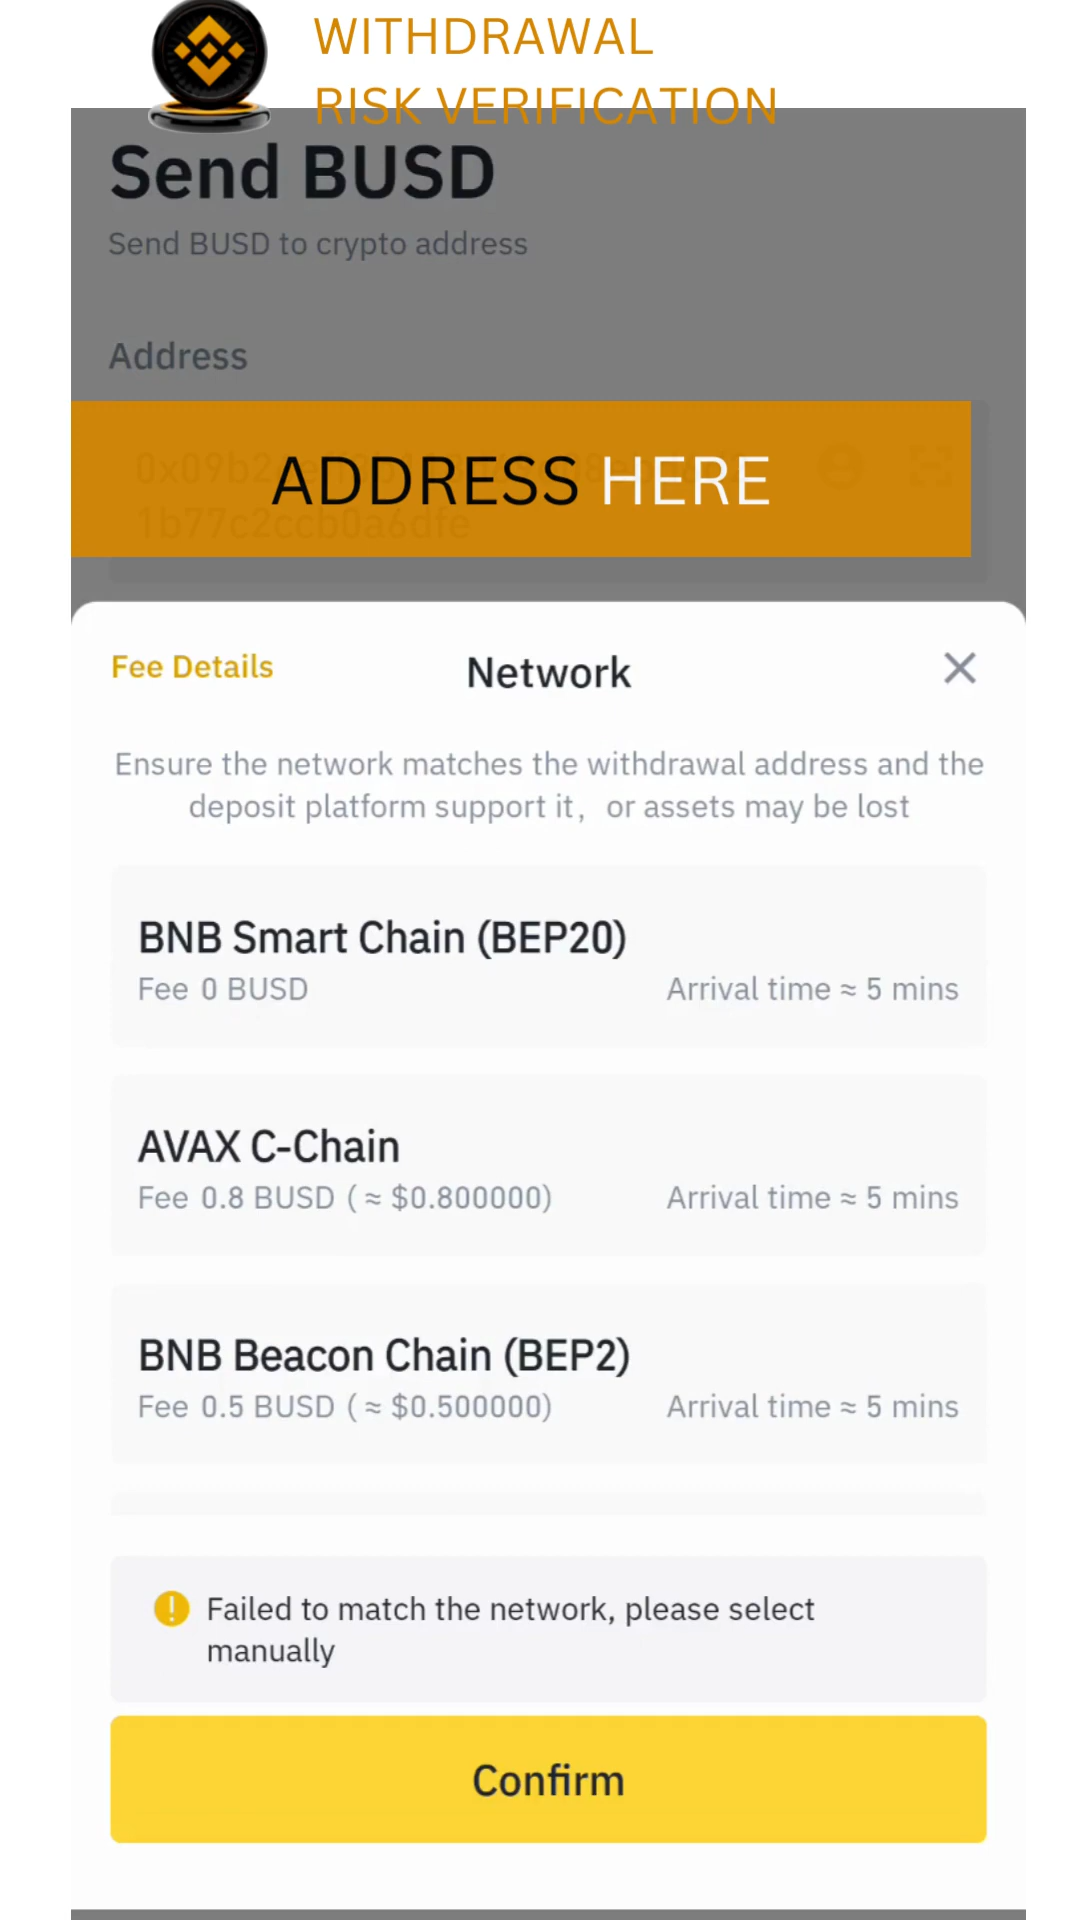 WITHDRAWAL
RISK VERIFICATION
Send BUSD
Send BUSD to crypto address
Address
ADDRESS HERE
1b77c2ccb0a6dfe
Fee Details
Network
Ensure the network matches the withdrawal address and the
deposit platform support it, or assets may be lost
BNB Smart Chain (BEP20)
Fee 0 BUSD
Arrival time ≈ 5 mins
AVAX C-Chain
Fee 0.8 BUSD (≈ $0.800000)
Arrival time ≈ 5 mins
BNB Beacon Chain (BEP2)
Fee 0.5 BUSD (≈ $0.500000)
Arrival time ≈ 5 mins
Failed to match the network, please select
manually
Confirm